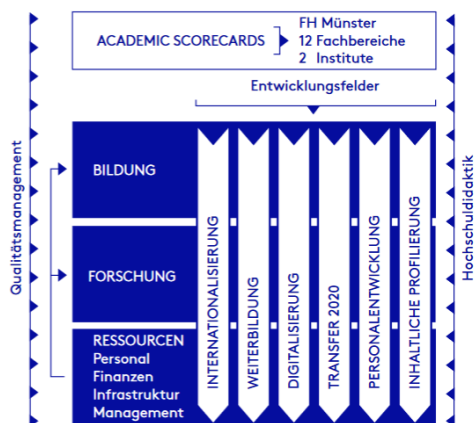 ACADEMIC SCORECARDS
FH Münster
12 Fachbereiche
2 Institute
Entwicklungsfelder
Qualitätsmanagement
BILDUNG
FORSCHUNG
RESSOURCEN
Personal
Finanzen
Infrastruktur
Management
INTERNATIONALISIERUNG
WEITERBILDUNG
DIGITALISIERUNG
TRANSFER 2020
PERSONALENTWICKLUNG
INHALTLICHE PROFILIERUNG
Hochschuldidaktik